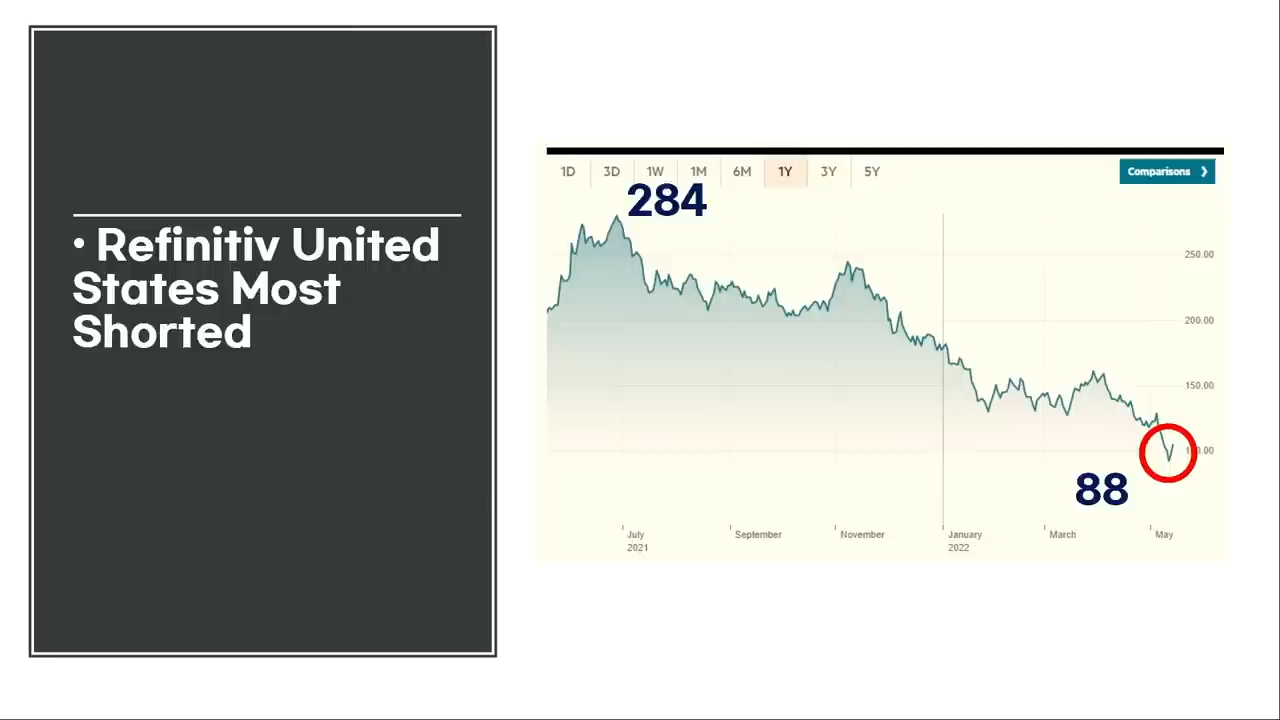 • Refinitiv United
States Most
Shorted
1D 3D 1W 1M 6M 1Y 3Y 5Y
Comparisons
284
250.00
200.00
150.00
88
July September November January March May
2021 2022